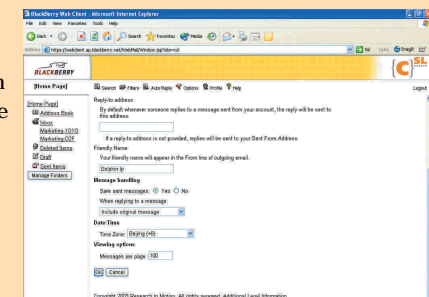 BlackBerry Web Client - Microsoft Internet Explorer
File Edit View Favorites Tools Help
Back Search Favorites Media
Address https://webclient.ap.blackberry.net/WebMail/Window.jsp?site=csl Go Links Google
BLACKBERRY
{C}SL
[Home Page]
Search Filters Auto Reply Options Profile Help
Logout
[Home Page]
Address Book
Inbox
Marketing-1010
Marketing-O2F
Deleted Items
Draft
Sent Items
Manage Folders
Reply-to address
By default whenever someone replies to a message sent from your account, the reply will be sent to
this address
If a reply-to address is not provided, replies will be sent to your Sent From Address.
Friendly Name
Your friendly name will appear in the From line of outgoing email.
Dolphin.Ip
Message handling
Save sent messages: Yes No
When replying to a message:
Include original message
Date/Time
Time Zone: Beijing (+8)
Viewing options
Messages per page: 100
OK Cancel
Copyright 2003 Research In Motion. All rights reserved. Additional Legal Information.